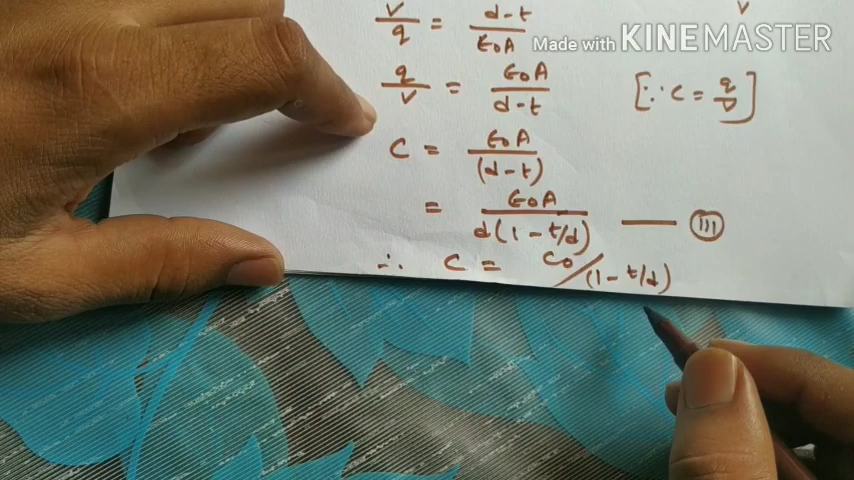 V/q = d-t/ε₀A
Made with KINEMASTER
v
q/v = ε₀A/d-t [∵ C = q/v]
C = ε₀A/(d-t)
= ε₀A/d(1-t/d) — (III)
∴ C = C₀/(1-t/d)